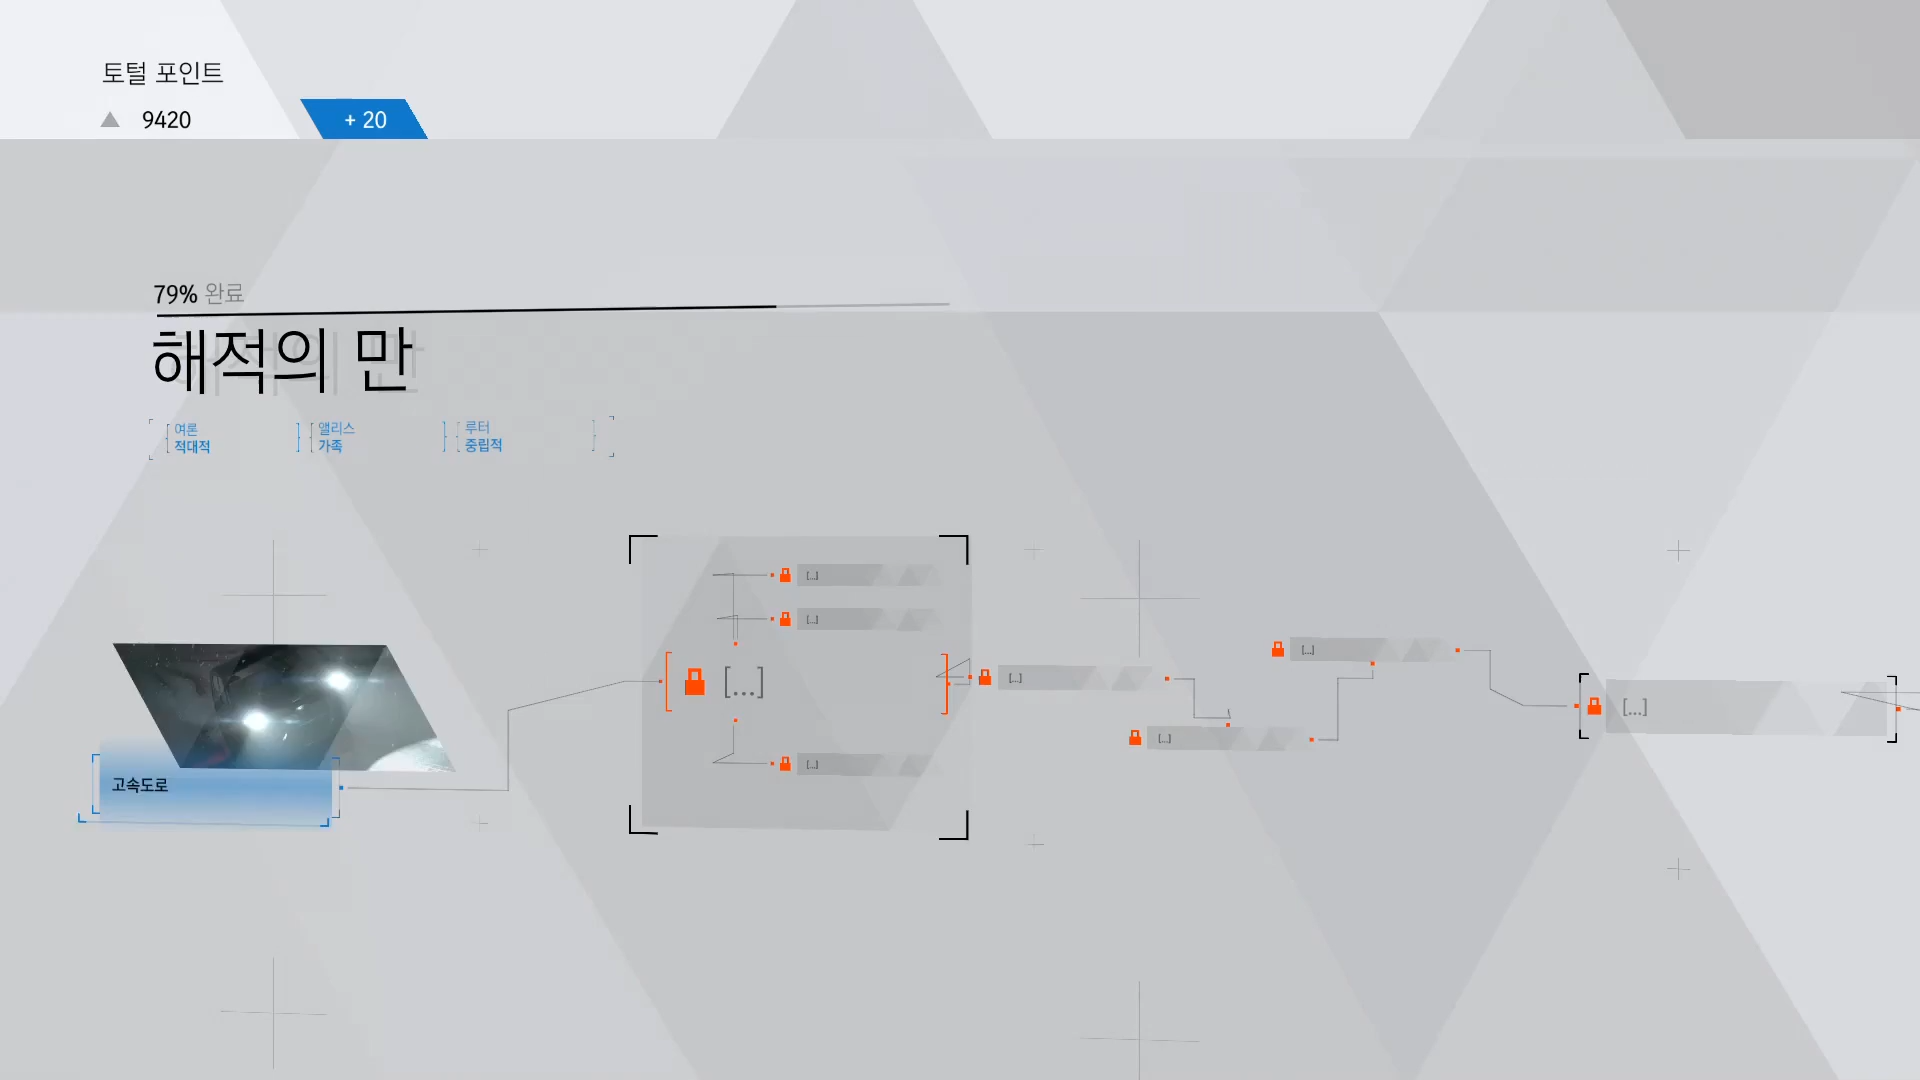 토털 포인트
9420
+ 20
79% 완료
해적의 만
여론
적대적
앨리스
가족
루터
중립적
[...]
[...]
[...]
[...]
[...]
[...]
[...]
[...]
고속도로